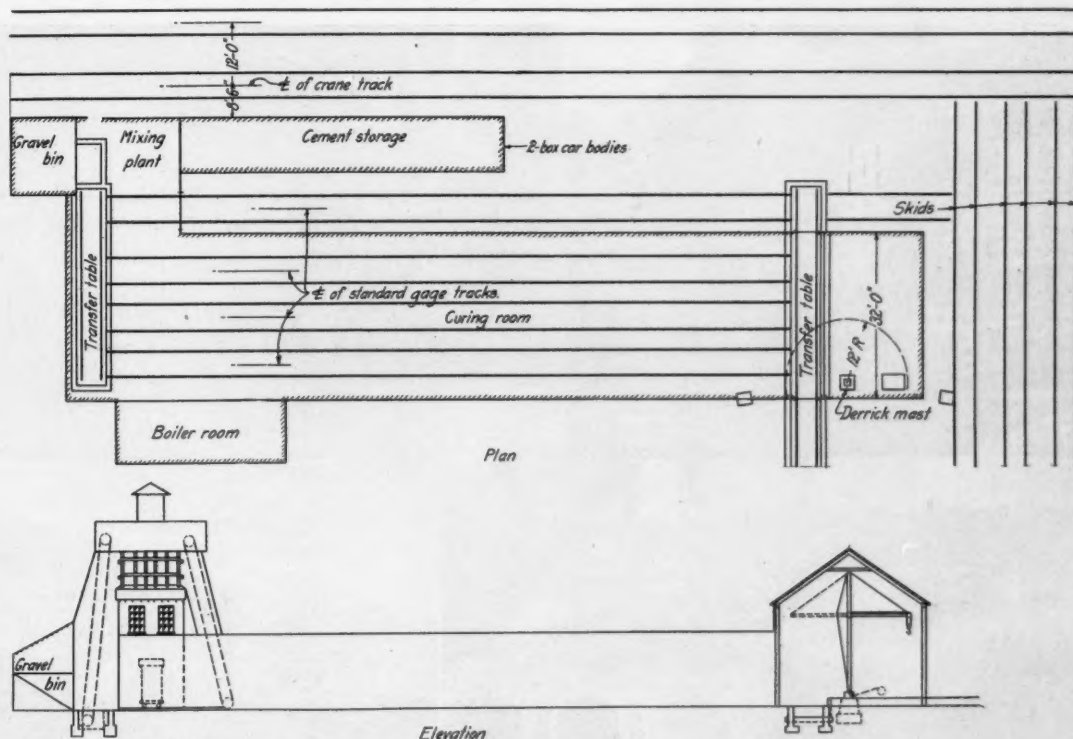 12'-0"
8'-6"
℄ of crane track
Gravel
bin
Mixing
plant
Cement storage
2-box car bodies
Skids
Transfer table
℄ of standard gage tracks.
Curing room
Transfer table
32'-0"
12' R
Derrick mast
Boiler room
Plan
Gravel
bin
Elevation